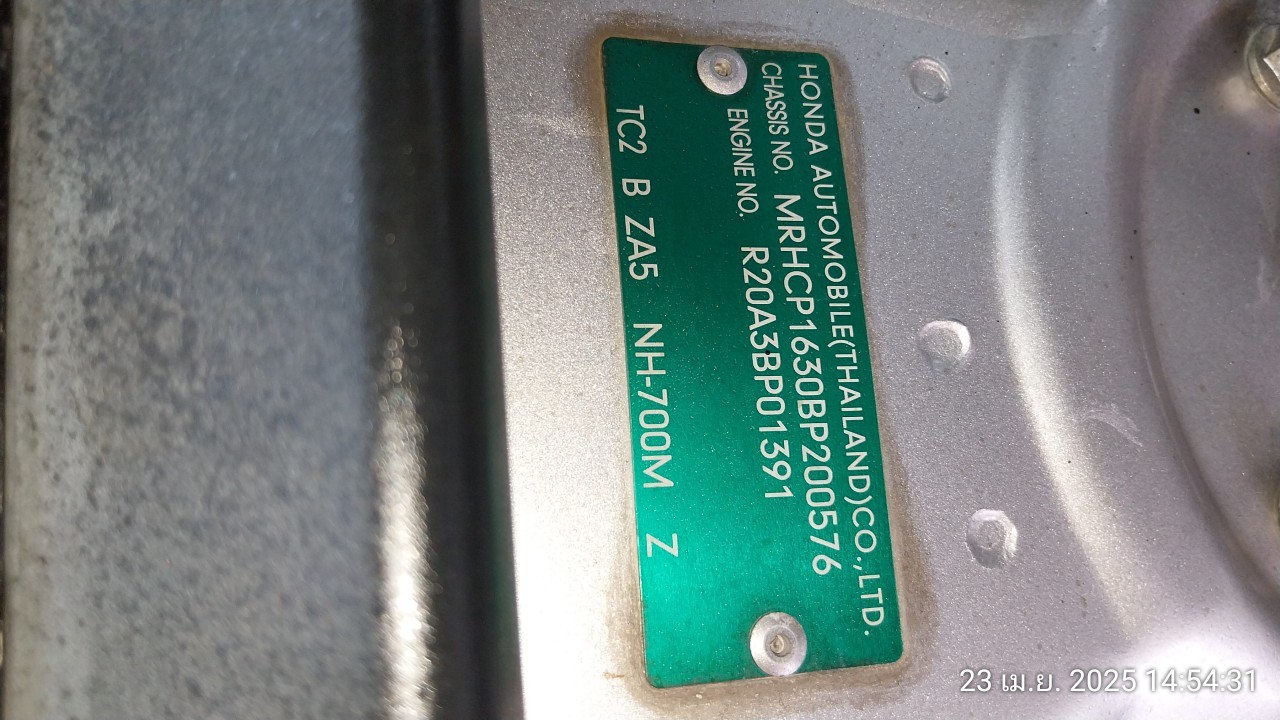 HONDA AUTOMOBILE(THAILAND)CO.,LTD.
CHASSIS NO. MRHCP1630BP200576
ENGINE NO. R20A3BP01391
TC2 B ZA5 NH-700M Z
23 เม.ย. 2025 14:54:31